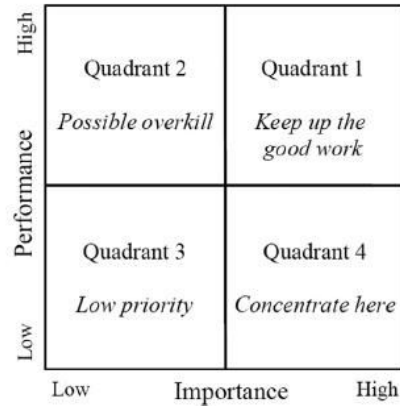 High
Performance
Low
Quadrant 2
Possible overkill
Quadrant 1
Keep up the
good work
Quadrant 3
Low priority
Quadrant 4
Concentrate here
Low
Importance
High